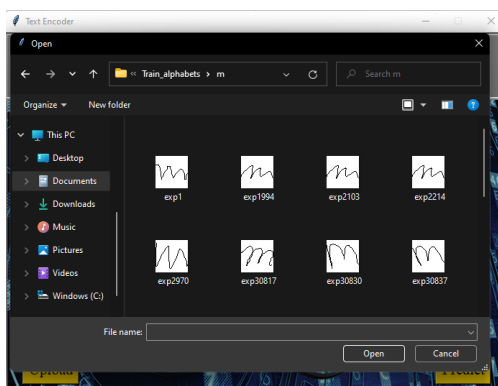 Text Encoder
Open
« Train_alphabets › m
Search m
Organize
New folder
This PC
Desktop
Documents
Downloads
Music
Pictures
Videos
Windows (C:)
m m m m
exp1 exp1994 exp2103 exp2214
m m m m
exp2970 exp30817 exp30830 exp30837
File name:
Open Cancel
Upload Predict